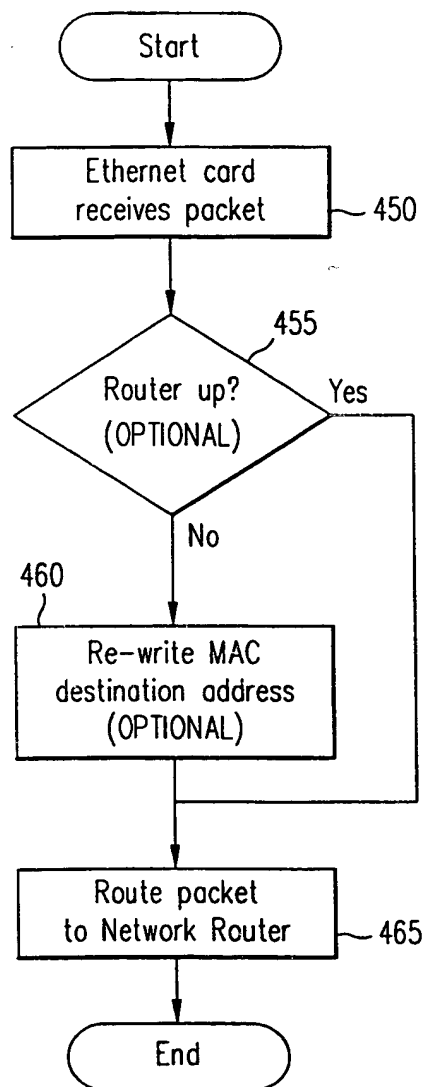 Start
Ethernet card
receives packet
450
455
Router up?
(OPTIONAL)
Yes
No
460
Re-write MAC
destination address
(OPTIONAL)
Route packet
to Network Router
465
End